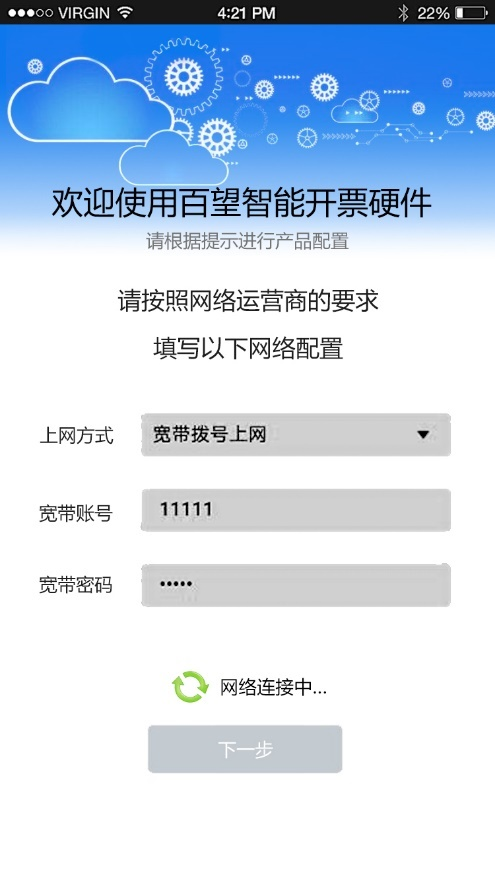 VIRGIN 4:21 PM 22%
欢迎使用百望智能开票硬件
请根据提示进行产品配置
请按照网络运营商的要求
填写以下网络配置
上网方式 宽带拨号上网
宽带账号 11111
宽带密码 •••••
网络连接中...
下一步